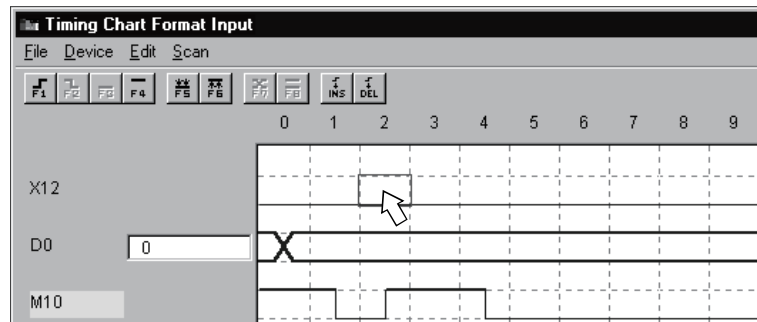 Timing Chart Format Input
File Device Edit Scan
F1 F2 F3 F4 F5 F6 F7 F8 INS DEL
0 1 2 3 4 5 6 7 8 9
X12
D0 0
M10